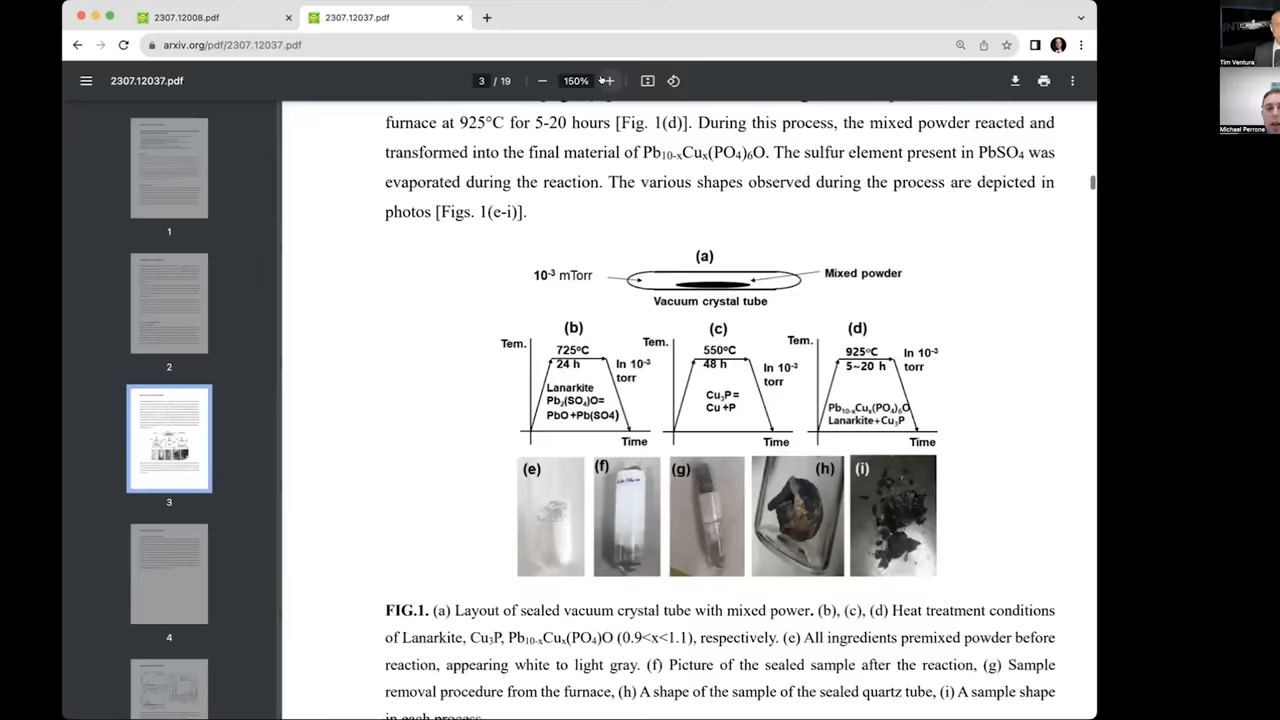 2307.12008.pdf
2307.12037.pdf
arxiv.org/pdf/2307.12037.pdf
2307.12037.pdf
3 / 19
150%
Tim Ventura
Michael Perrone
1
2
3
4
furnace at 925°C for 5-20 hours [Fig. 1(d)]. During this process, the mixed powder reacted and
transformed into the final material of Pb10-xCux(PO4)6O. The sulfur element present in PbSO4 was
evaporated during the reaction. The various shapes observed during the process are depicted in
photos [Figs. 1(e-i)].
(a)
10-3 mTorr
Mixed powder
Vacuum crystal tube
(b)
(c)
(d)
Tem.
725°C
24 h
In 10-3
torr
Lanarkite
Pb2(SO4)O=
PbO+Pb(SO4)
Time
Tem.
550°C
48 h
In 10-3
torr
Cu3P=
Cu+P
Time
Tem.
925°C
5~20 h
In 10-3
torr
Pb10-xCux(PO4)6O
Lanarkite+Cu3P
Time
(e)
(f)
(g)
(h)
(i)
FIG.1. (a) Layout of sealed vacuum crystal tube with mixed power. (b), (c), (d) Heat treatment conditions
of Lanarkite, Cu3P, Pb10-xCux(PO4)O (0.9<x<1.1), respectively. (e) All ingredients premixed powder before
reaction, appearing white to light gray. (f) Picture of the sealed sample after the reaction, (g) Sample
removal procedure from the furnace, (h) A shape of the sample of the sealed quartz tube, (i) A sample shape
in each process.